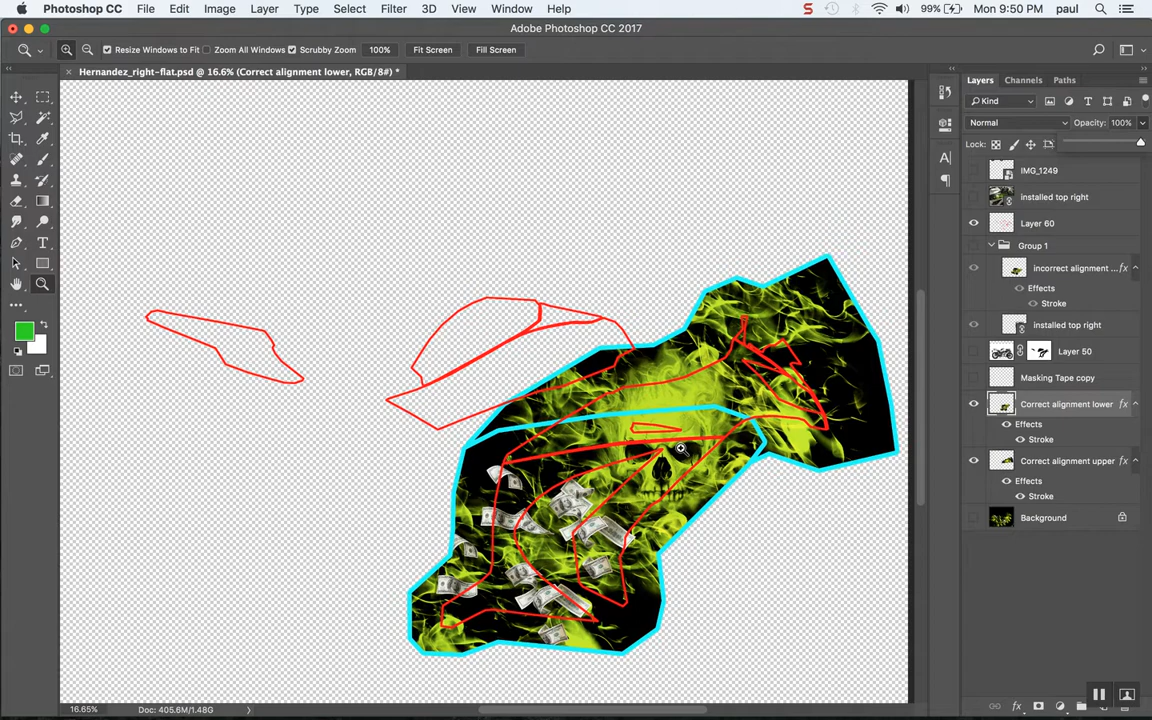 Photoshop CC File Edit Image Layer Type Select Filter 3D View Window Help S 99% Mon 9:50 PM paul
Adobe Photoshop CC 2017
Resize Windows to Fit Zoom All Windows Scrubby Zoom 100% Fit Screen Fill Screen
Hernandez_right-flat.psd @ 16.6% (Correct alignment lower, RGB/8#) *
Layers Channels Paths
Kind
Normal Opacity: 100%
Lock:
IMG_1249
installed top right
Layer 60
Group 1
incorrect alignment ... fx
Effects
Stroke
installed top right
Layer 50
Masking Tape copy
Correct alignment lower fx
Effects
Stroke
Correct alignment upper fx
Effects
Stroke
Background
fx
16.65% Doc: 405.6M/1.48G